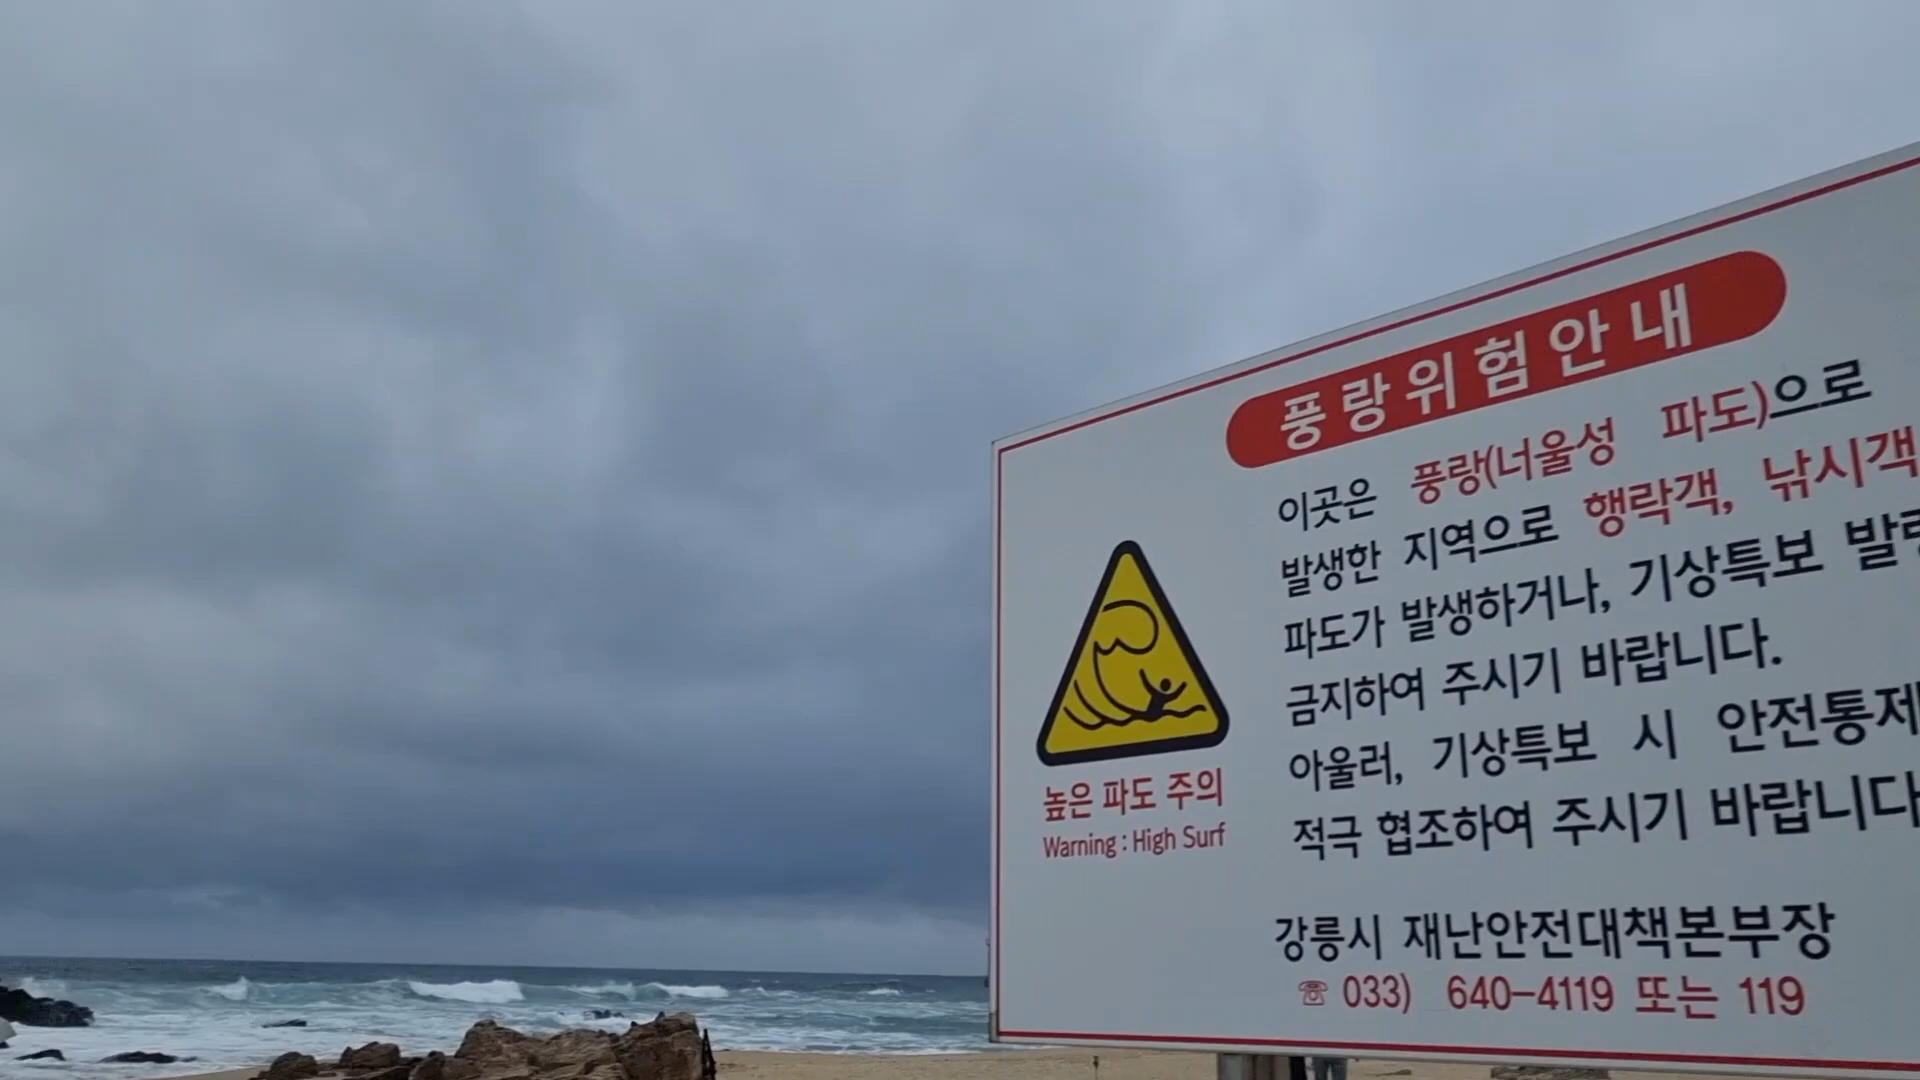 풍랑위험안내
이곳은 풍랑(너울성 파도)으로
발생한 지역으로 행락객, 낚시객
파도가 발생하거나, 기상특보
금지하여 주시기 바랍니다.
아울러, 기상특보 시 안전통제
적극 협조하여 주시기 바랍니다
높은 파도 주의
Warning : High Surf
강릉시 재난안전대책본부장
☏ 033) 640-4119 또는 119